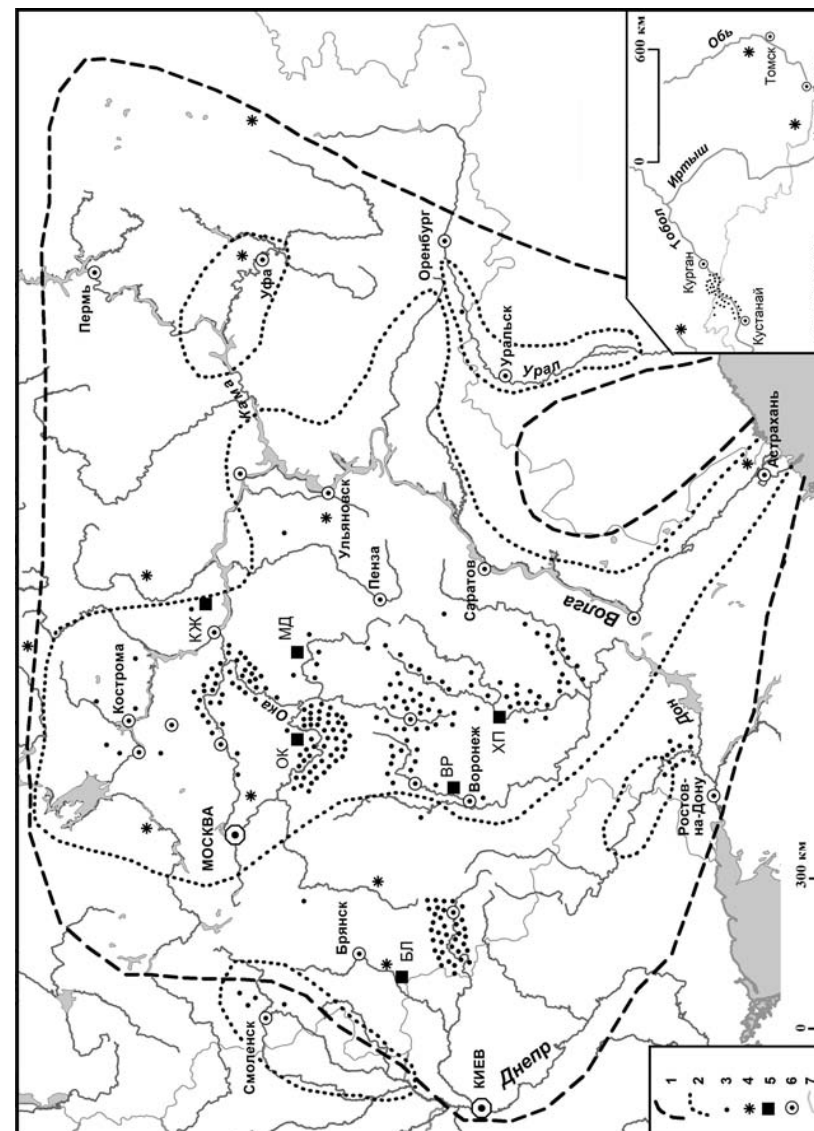 Пермь
Кама
Уфа
Оренбург
Уральск
Урал
Ульяновск
Пенза
Саратов
Волга
Астрахань
Кострома
КЖ
МД
Ока
ОК
МОСКВА
ВР
Воронеж
ХП
Дон
Ростов-
на-Дону
Брянск
БЛ
Смоленск
КИЕВ
Днепр
0
300 км
1
2
3
4
5
6
7
0
600 км
Обь
Томск
Иртыш
Тобол
Курган
Кустанай